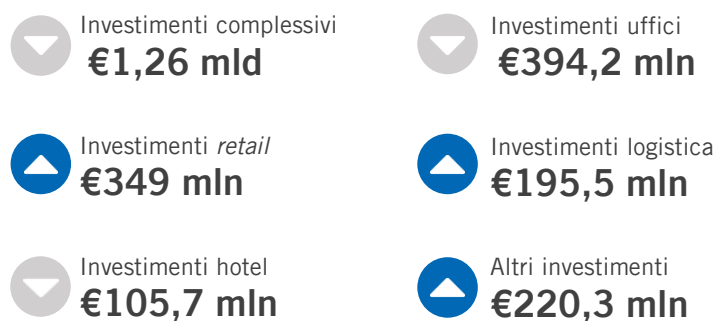 Investimenti complessivi
€1,26 mld
Investimenti uffici
€394,2 mln
Investimenti retail
€349 mln
Investimenti logistica
€195,5 mln
Investimenti hotel
€105,7 mln
Altri investimenti
€220,3 mln